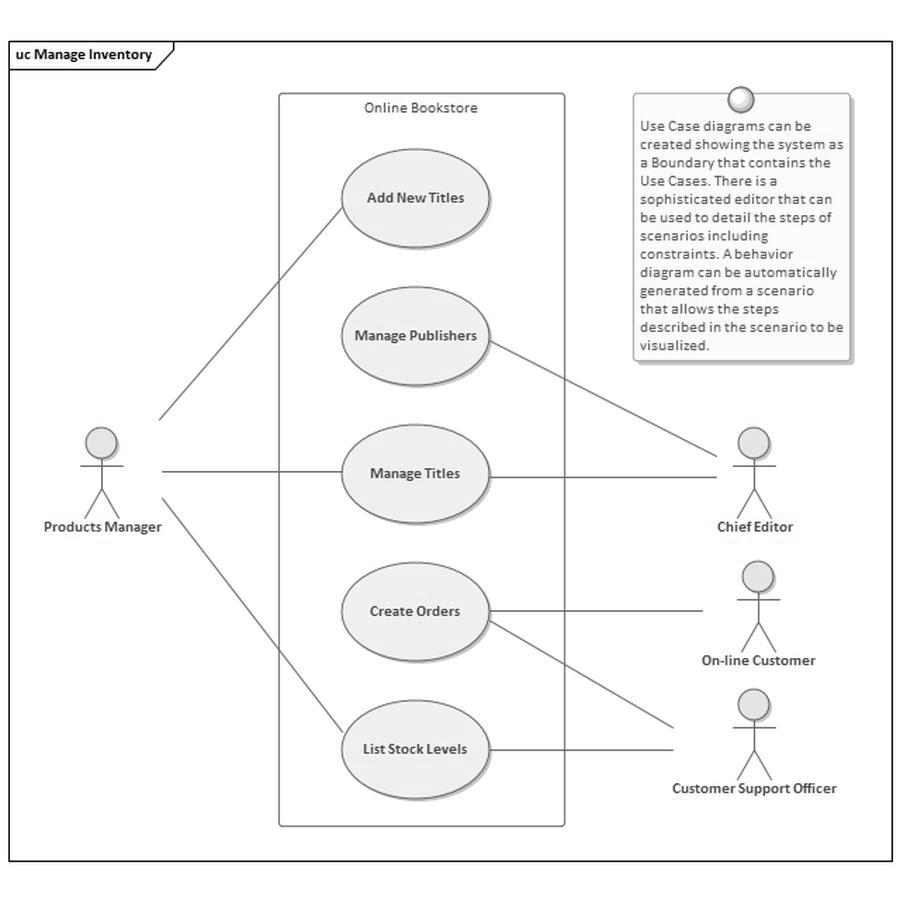 uc Manage Inventory
Online Bookstore
Add New Titles
Manage Publishers
Manage Titles
Create Orders
List Stock Levels
Products Manager
Use Case diagrams can be
created showing the system as
a Boundary that contains the
Use Cases. There is a
sophisticated editor that can
be used to detail the steps of
scenarios including
constraints. A behavior
diagram can be automatically
generated from a scenario
that allows the steps
described in the scenario to be
visualized.
Chief Editor
On-line Customer
Customer Support Officer